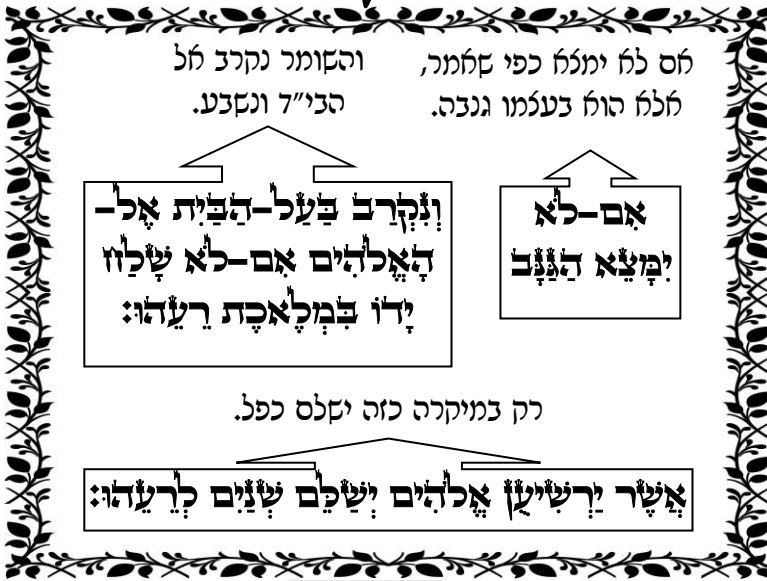 אם לא ימצא כפי שאמר,
אלא הוא בעצמו גנבה.
והשומר נקרב אל
הבי״ד ונשבע.
אִם–לֹא
יִמָּצֵא הַגַּנָּב
וְנִקְרַב בַּעַל–הַבַּיִת אֶל–
הָאֱלֹהִים אִם–לֹא שָׁלַח
יָדוֹ בִּמְלֶאכֶת רֵעֵהוּ:
רק במיקרה כזה ישלם כפל.
אֲשֶׁר יַרְשִׁיעֻן אֱלֹהִים יְשַׁלֵּם שְׁנַיִם לְרֵעֵהוּ: